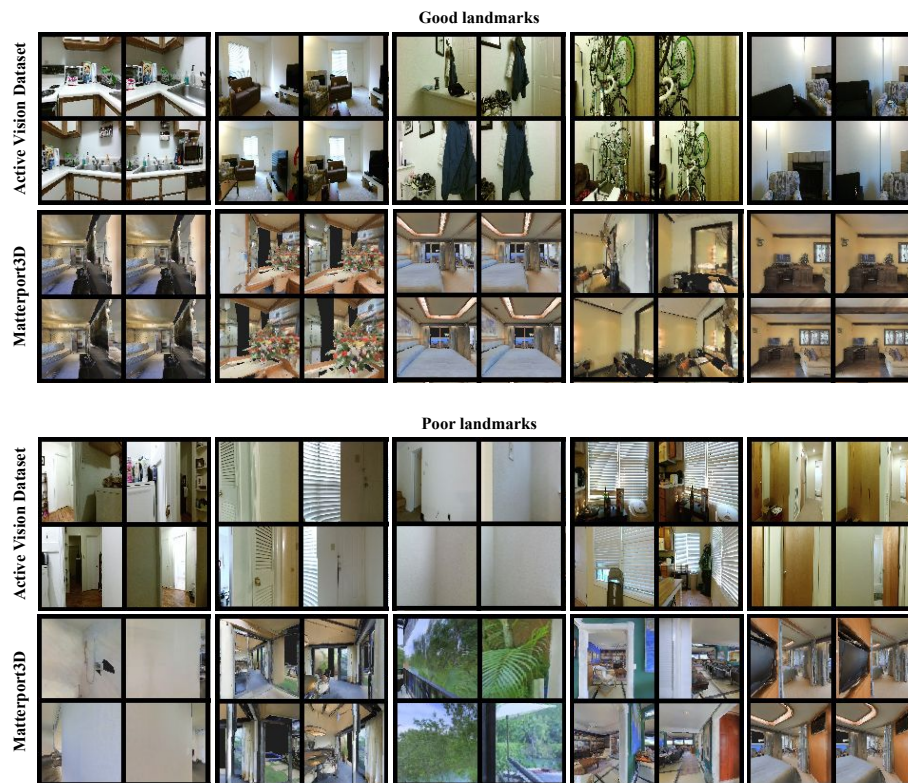 Good landmarks
Active Vision Dataset
Matterport3D
Poor landmarks
Active Vision Dataset
Matterport3D